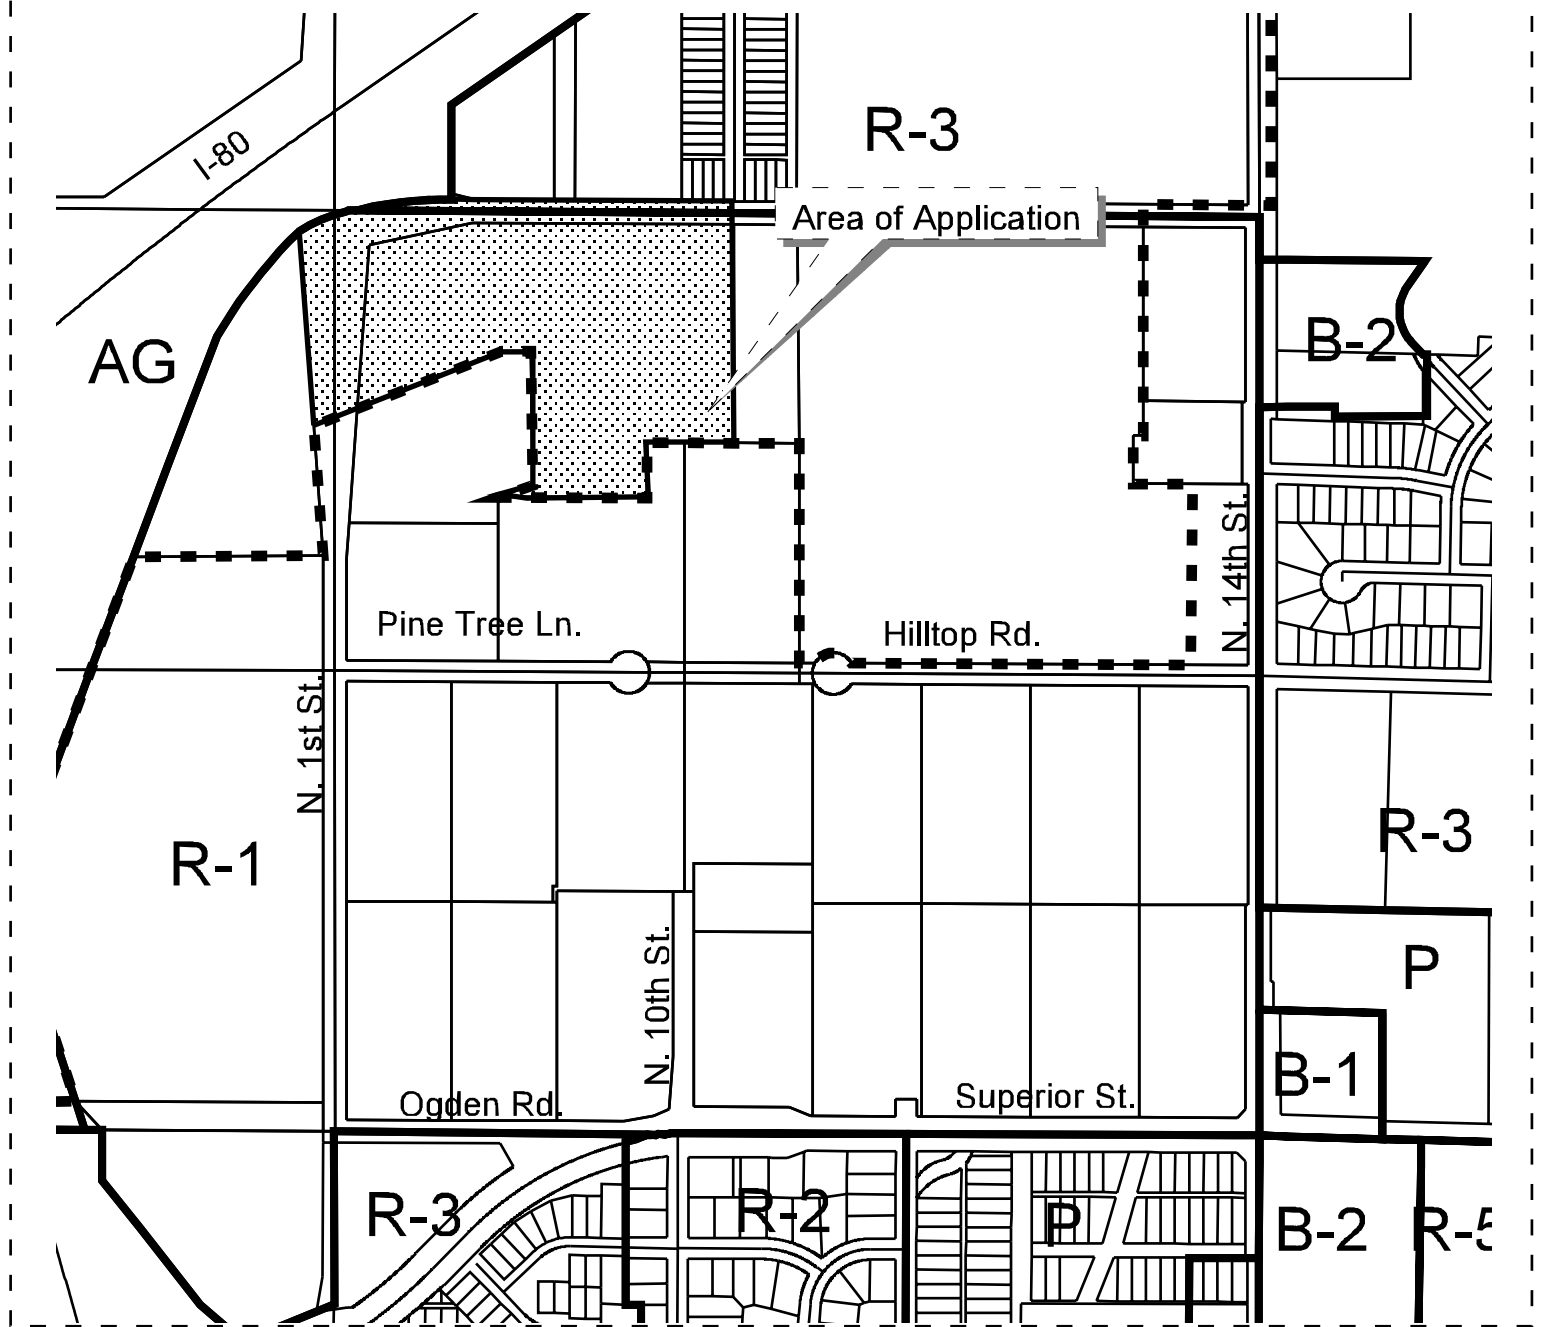 R-3
I-80
Area of Application
AG
B-2
N. 14th St.
Pine Tree Ln.
Hilltop Rd.
N. 1st St.
R-1
R-3
P
N. 10th St.
B-1
Ogden Rd.
Superior St.
R-3
R-2
P
B-2
R-5